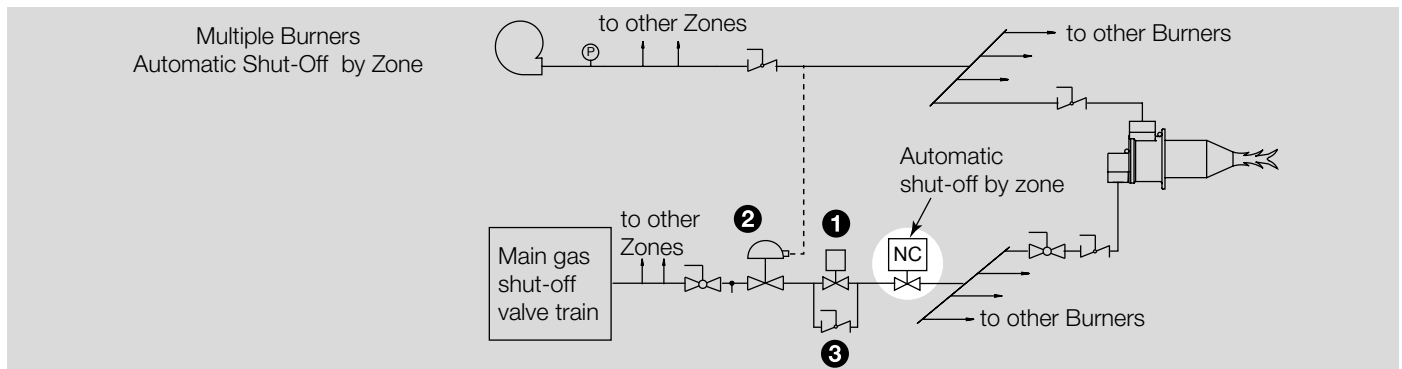 Multiple Burners
Automatic Shut-Off by Zone
to other Zones
P
to other Burners
Automatic
shut-off by zone
NC
2
1
to other
Zones
Main gas
shut-off
valve train
3
to other Burners